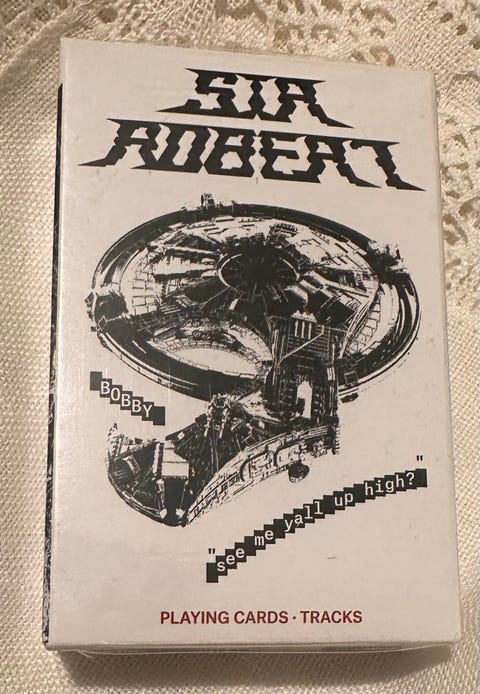 SIR
ROBERT
BOBBY
"see me yall up high?"
PLAYING CARDS · TRACKS